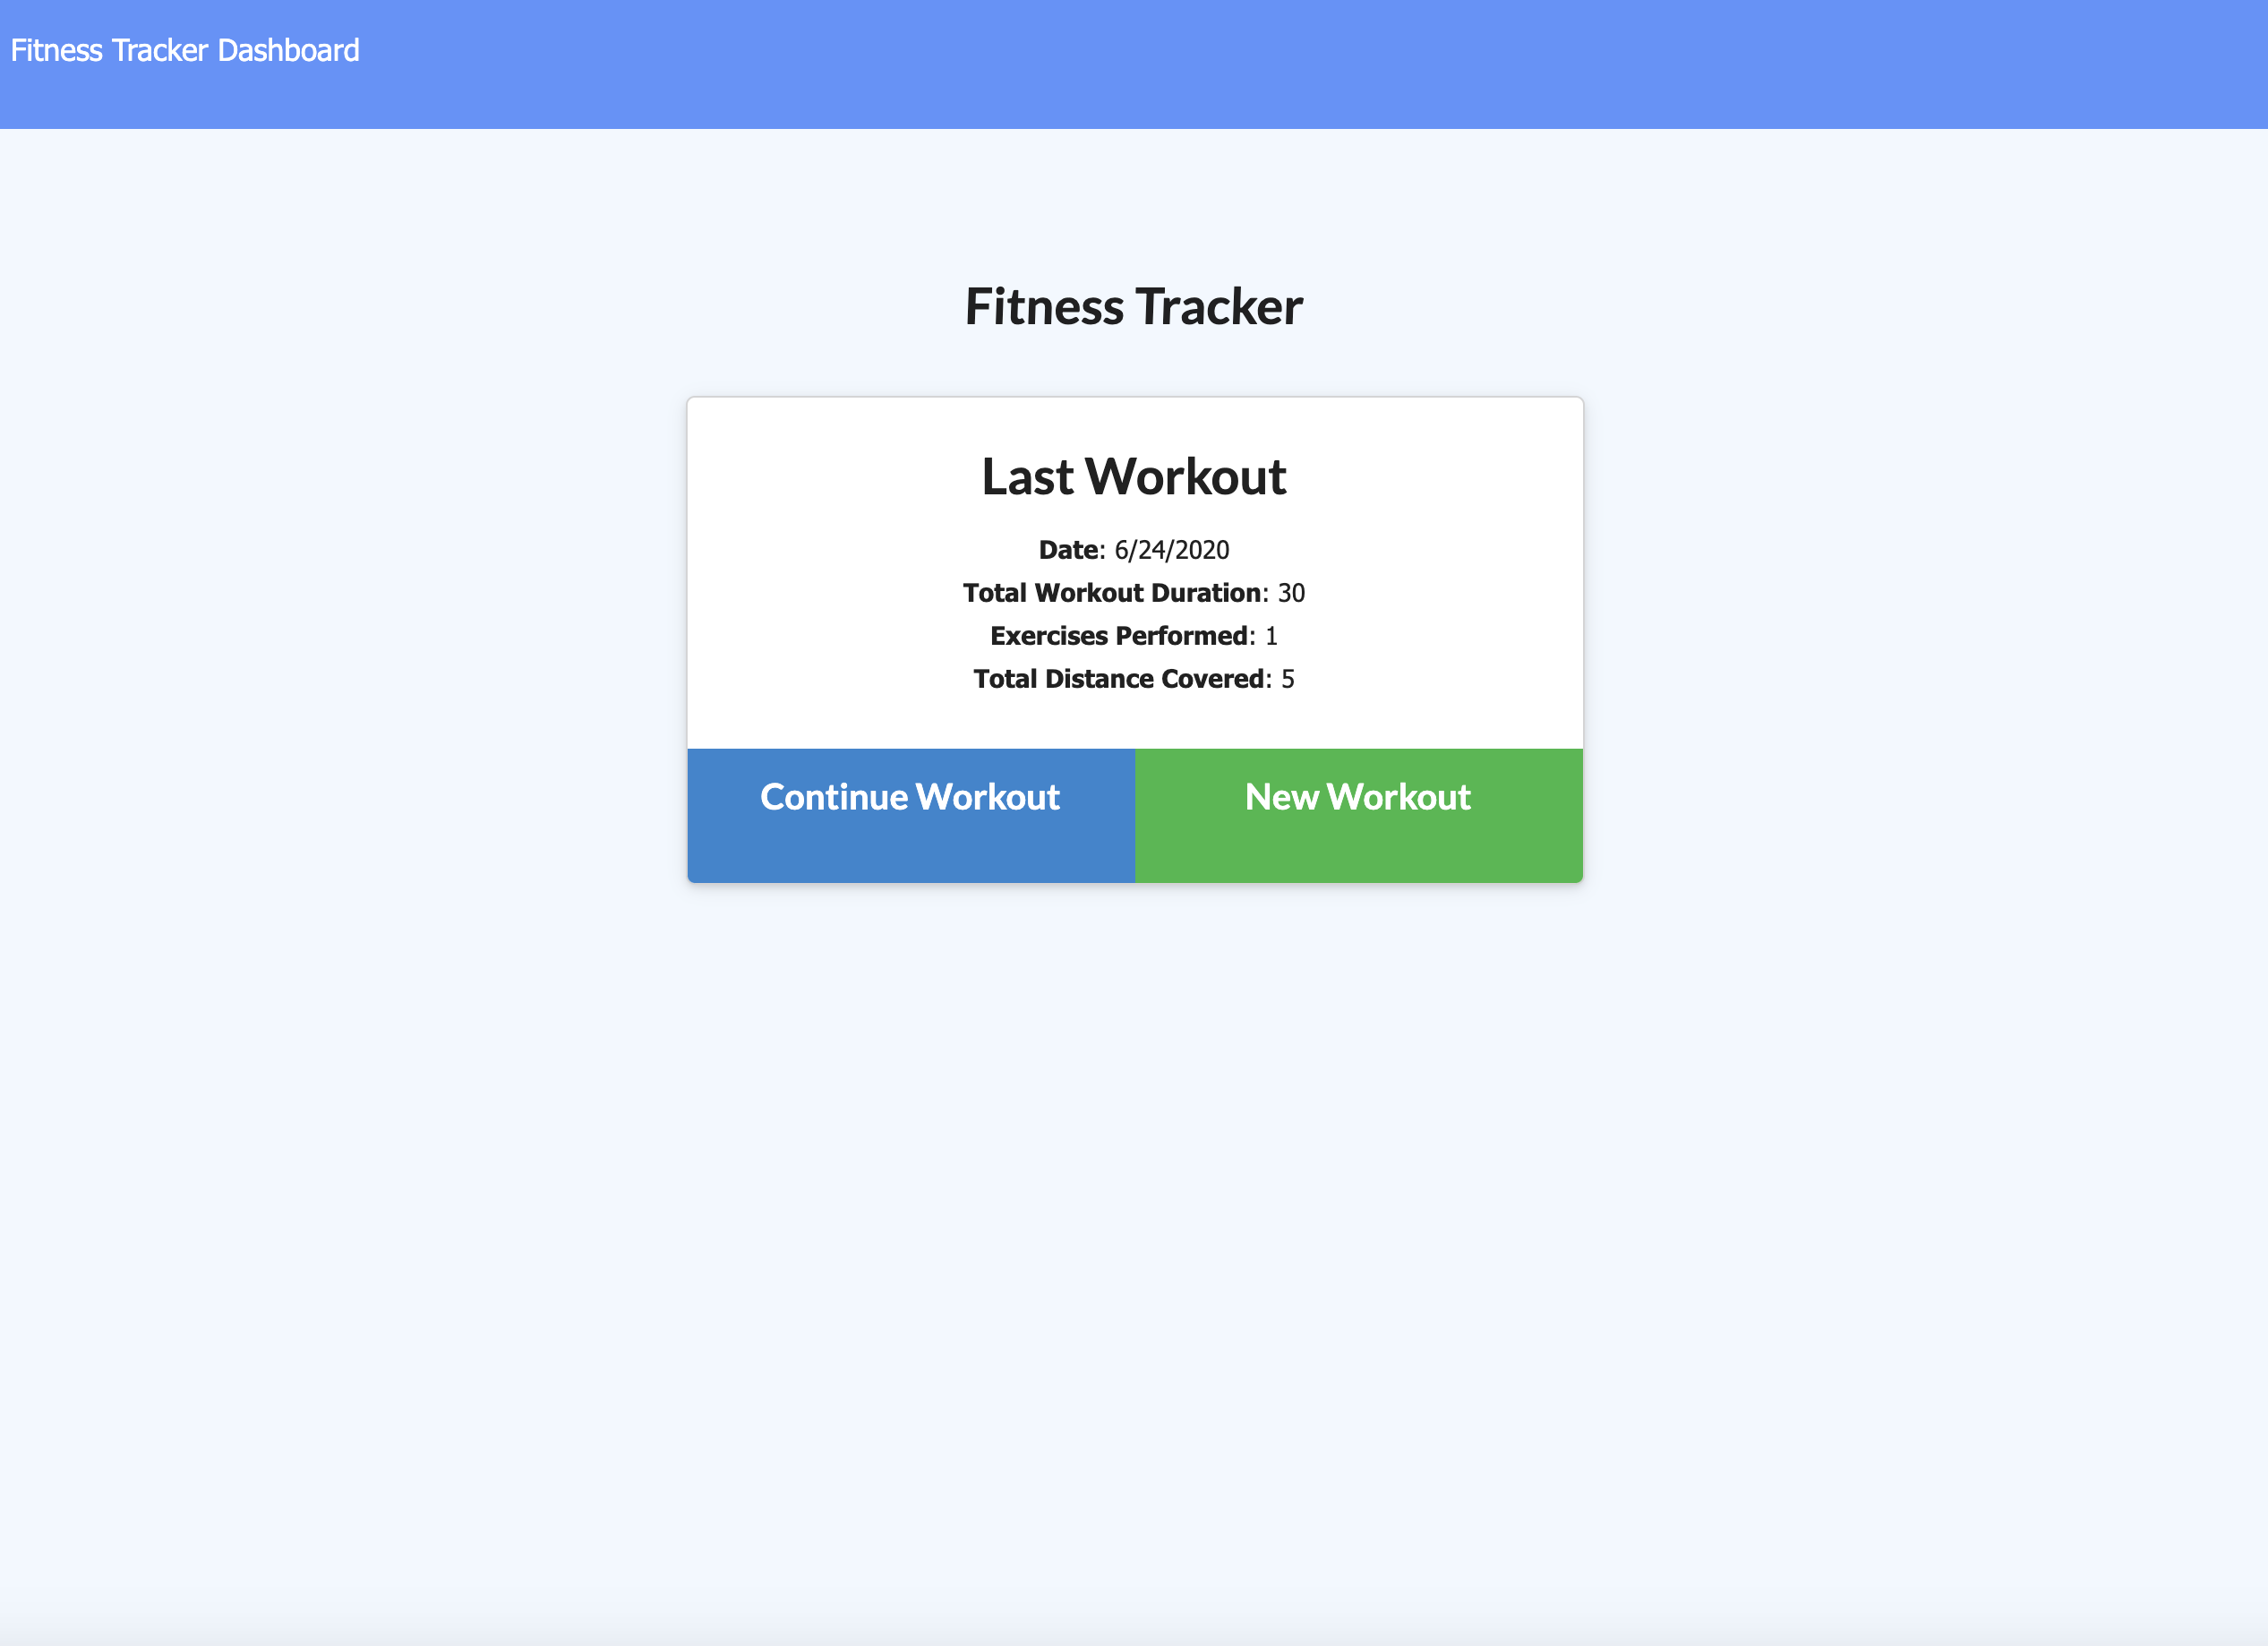 Fitness Tracker Dashboard
Fitness Tracker
Last Workout
Date: 6/24/2020
Total Workout Duration: 30
Exercises Performed: 1
Total Distance Covered: 5
Continue Workout
New Workout